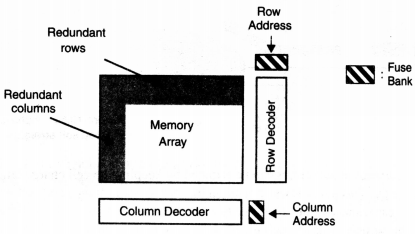 Row
Address
Redundant
rows
: Fuse
Bank
Redundant
columns
Memory
Array
Row Decoder
Column Decoder
Column
Address